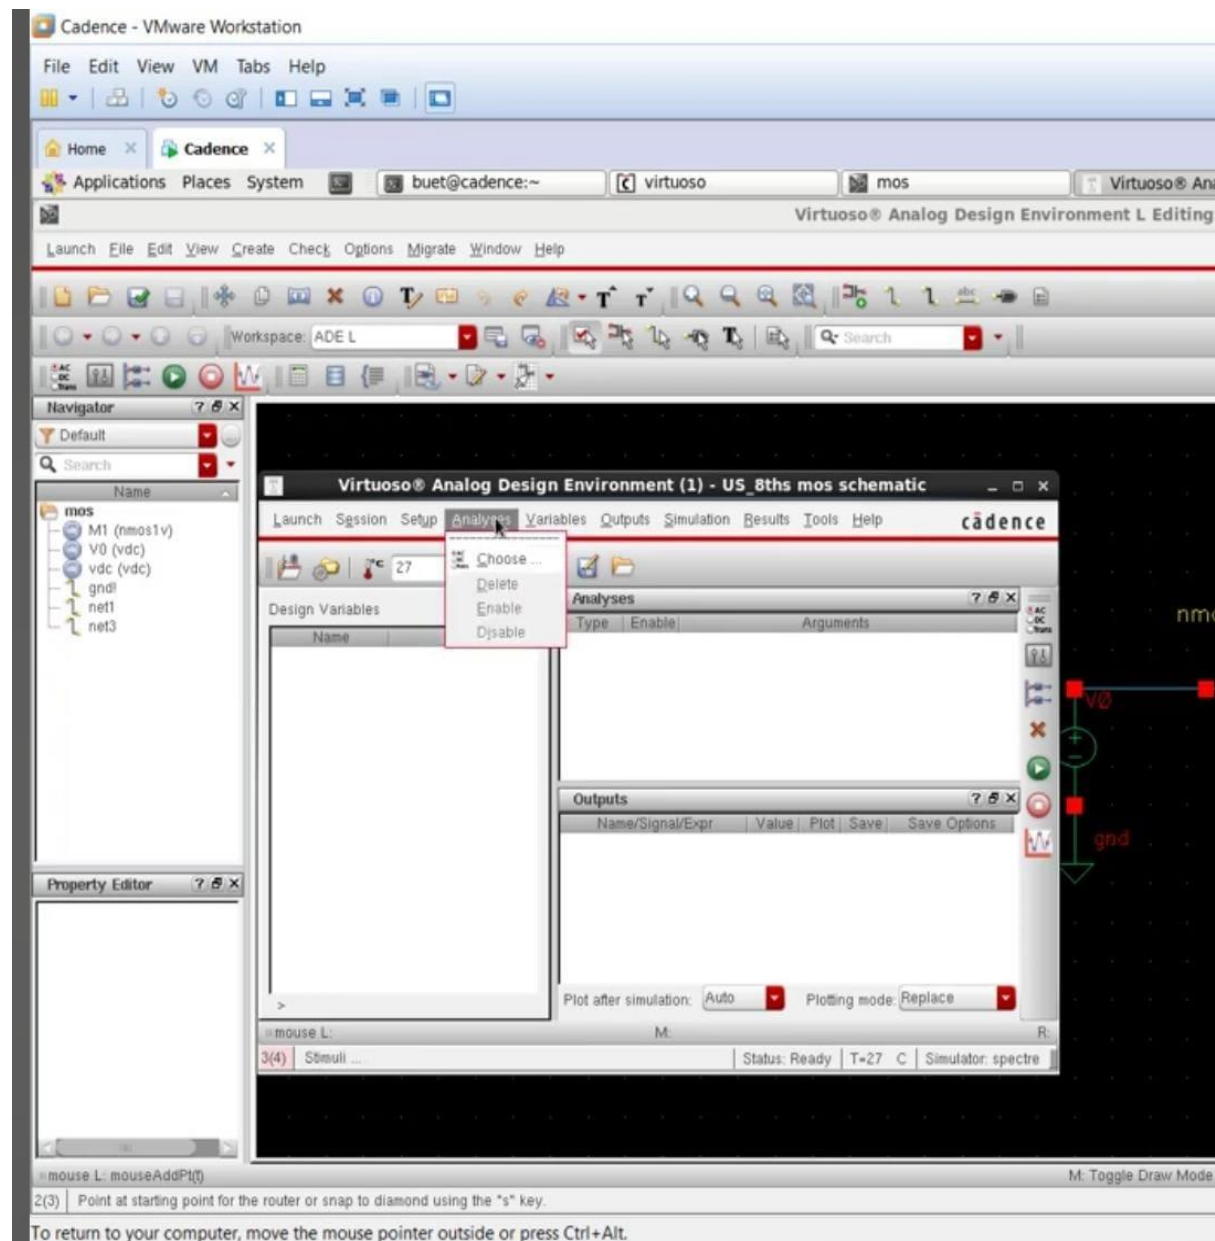 Cadence - VMware Workstation
File Edit View VM Tabs Help
Home Cadence
Applications Places System buet@cadence:~ virtuoso mos Virtuoso® Ana
Virtuoso® Analog Design Environment L Editing
Launch File Edit View Create Check Options Migrate Window Help
Workspace: ADE L Search
Navigator
Default
Search
Name
mos
M1 (nmos1v)
V0 (vdc)
vdc (vdc)
gnd!
net1
net3
Property Editor
Virtuoso® Analog Design Environment (1) - US_8ths mos schematic
Launch Session Setup Analyses Variables Outputs Simulation Results Tools Help cādence
27
Choose ...
Delete
Enable
Disable
Design Variables
Name
Analyses
Type Enable Arguments
AC
DC
Trans
Outputs
Name/Signal/Expr Value Plot Save Save Options
Plot after simulation: Auto Plotting mode: Replace
>
mouse L: M: R:
3(4) Stimuli ... Status: Ready T=27 C Simulator: spectre
nmo
V0
gnd
mouse L: mouseAddPt(t) M: Toggle Draw Mode
2(3) Point at starting point for the router or snap to diamond using the "s" key.
To return to your computer, move the mouse pointer outside or press Ctrl+Alt.